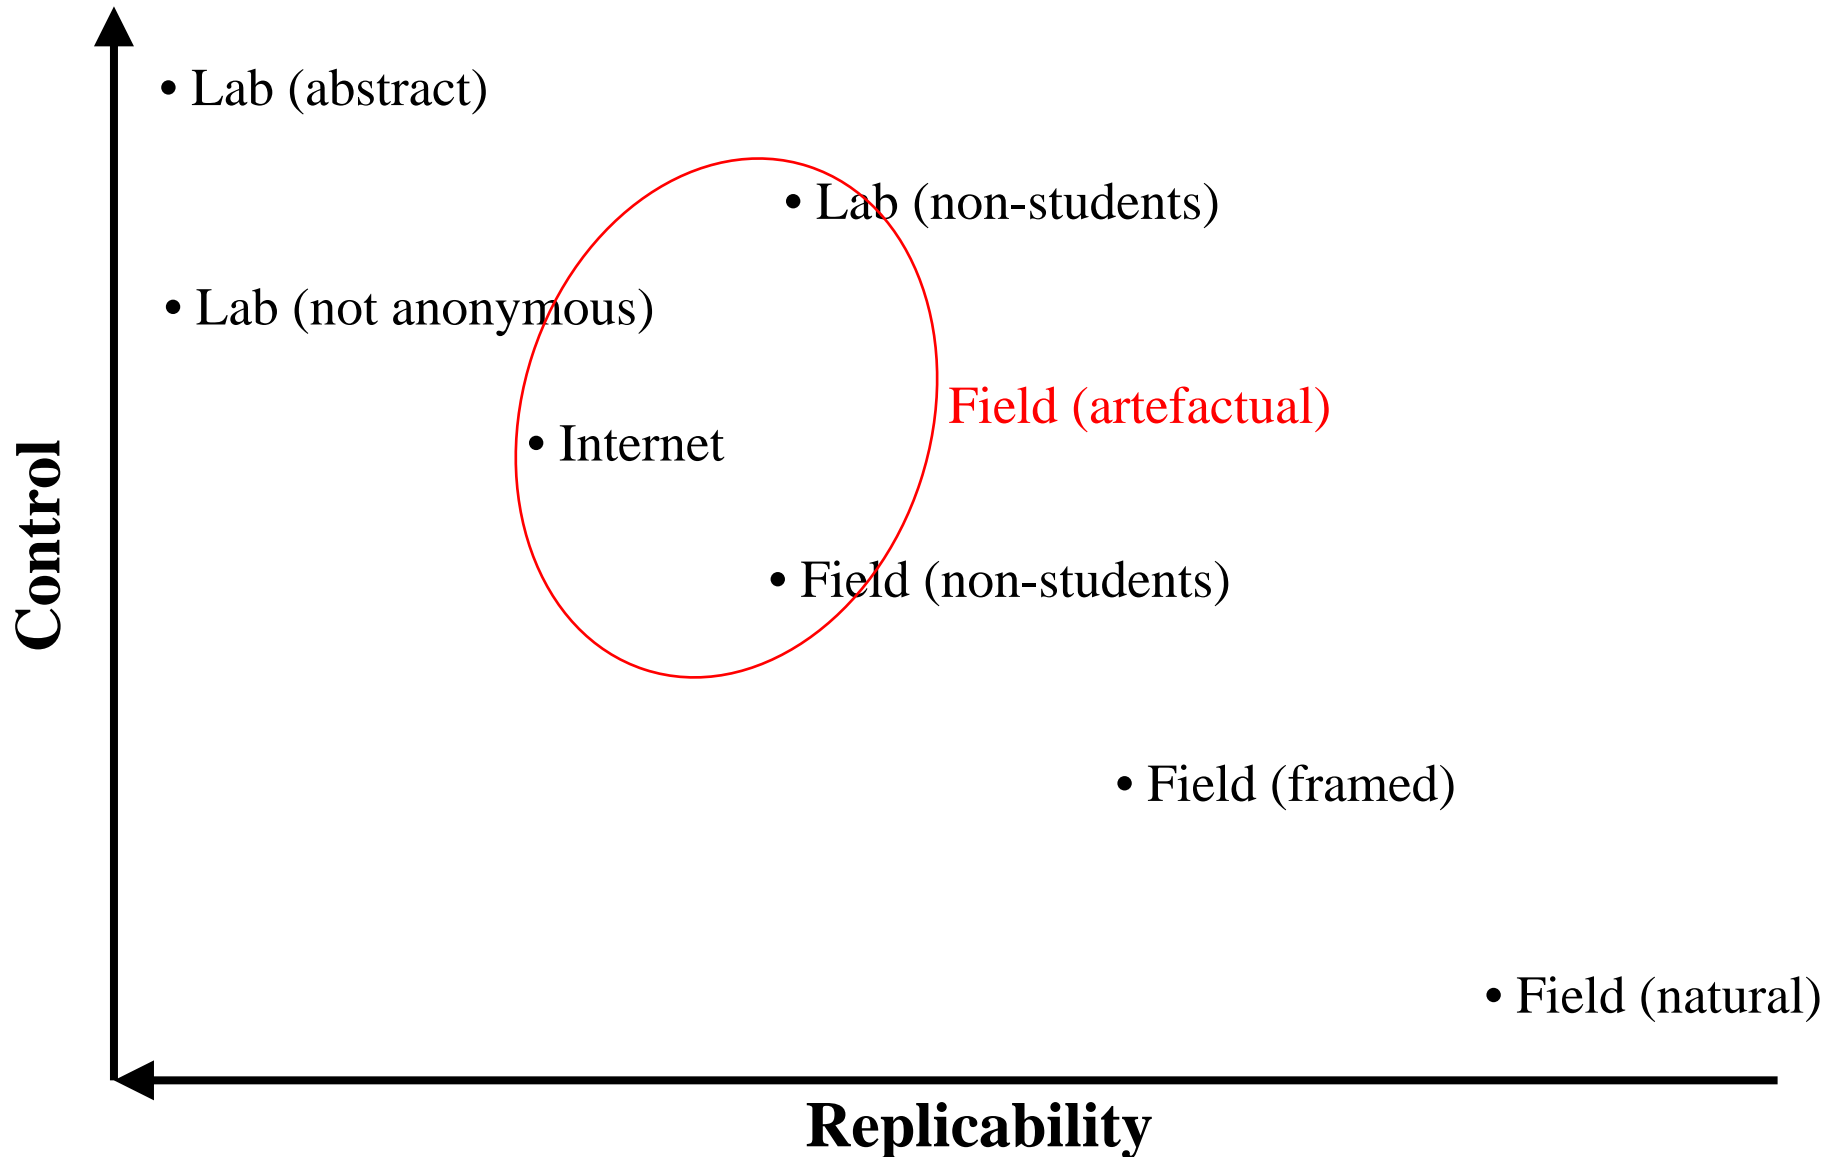 • Lab (abstract)
• Lab (non-students)
• Lab (not anonymous)
Field (artefactual)
• Internet
Control
• Field (non-students)
• Field (framed)
• Field (natural)
Replicability